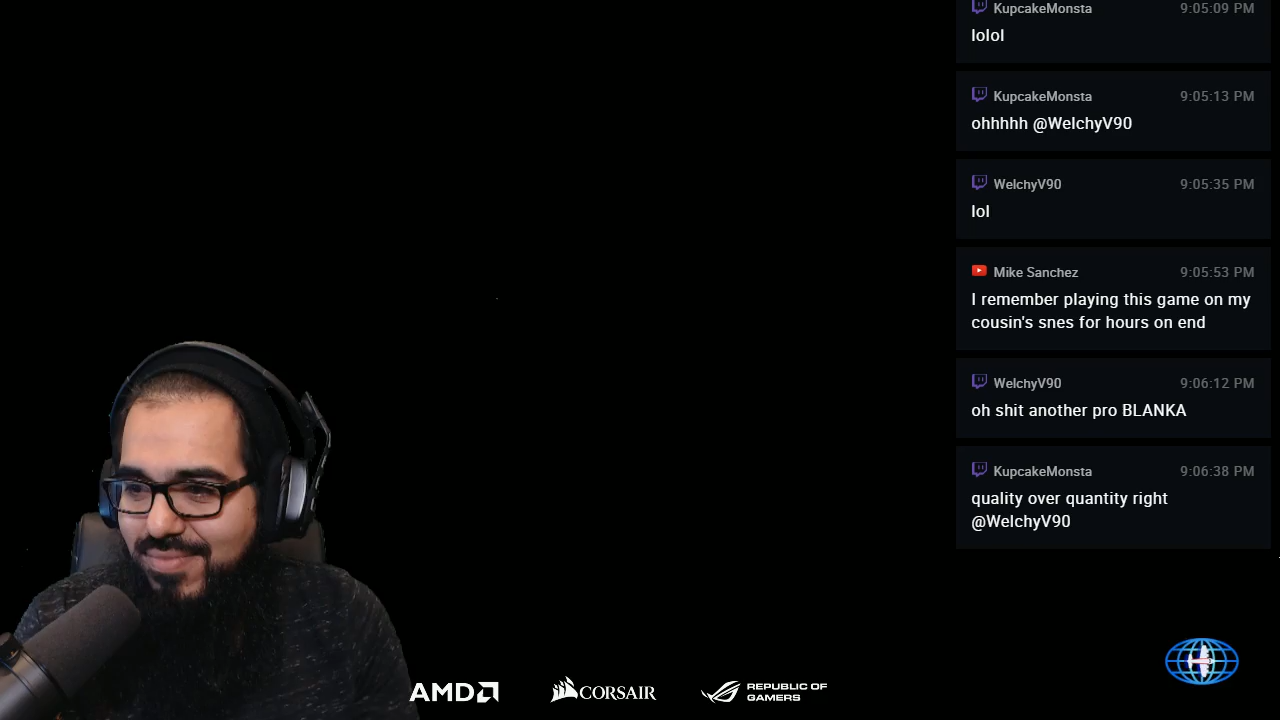 KupcakeMonsta 9:05:09 PM
lolol
KupcakeMonsta 9:05:13 PM
ohhhhh @WelchyV90
WelchyV90 9:05:35 PM
lol
Mike Sanchez 9:05:53 PM
I remember playing this game on my
cousin's snes for hours on end
WelchyV90 9:06:12 PM
oh shit another pro BLANKA
KupcakeMonsta 9:06:38 PM
quality over quantity right
@WelchyV90
AMD CORSAIR REPUBLIC OF
GAMERS